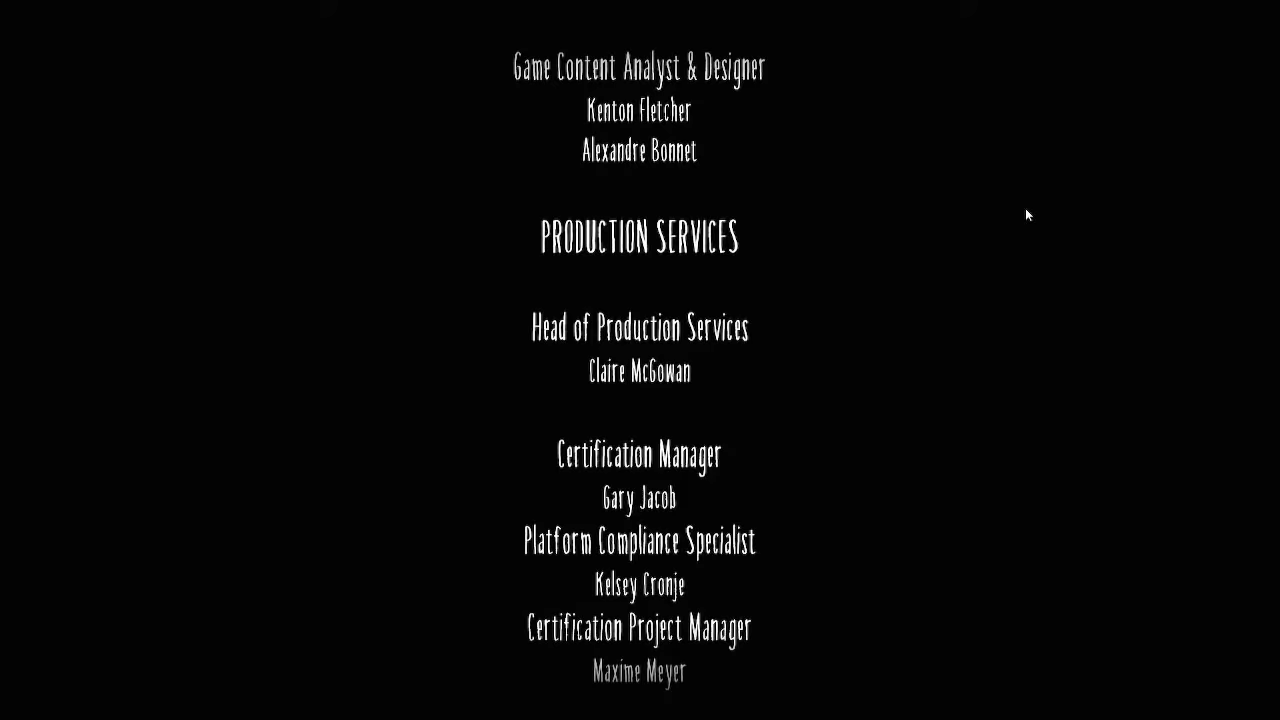 Game Content Analyst & Designer
Kenton Fletcher
Alexandre Bonnet
PRODUCTION SERVICES
Head of Production Services
Claire McGowan
Certification Manager
Gary Jacob
Platform Compliance Specialist
Kelsey Cronje
Certification Project Manager
Maxime Meyer